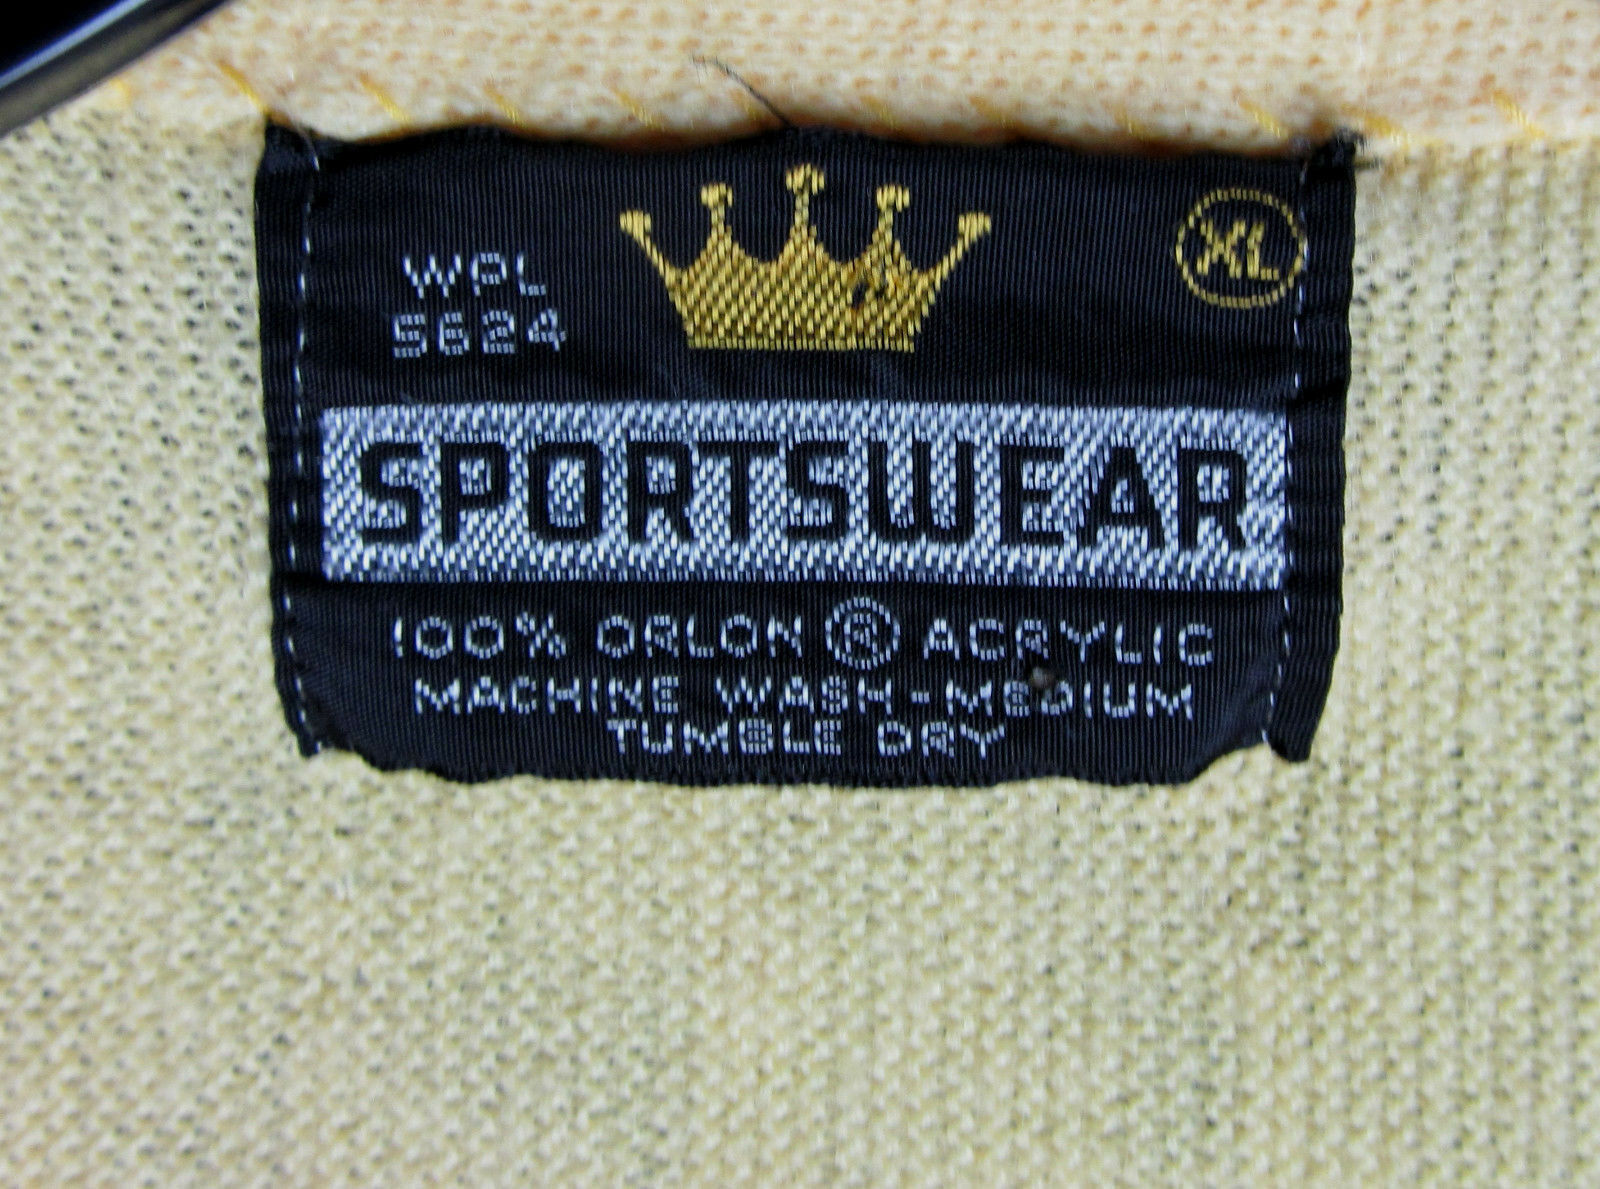 WPL
5624
XL
SPORTSWEAR
100% ORLON ® ACRYLIC
MACHINE WASH-MEDIUM
TUMBLE DRY